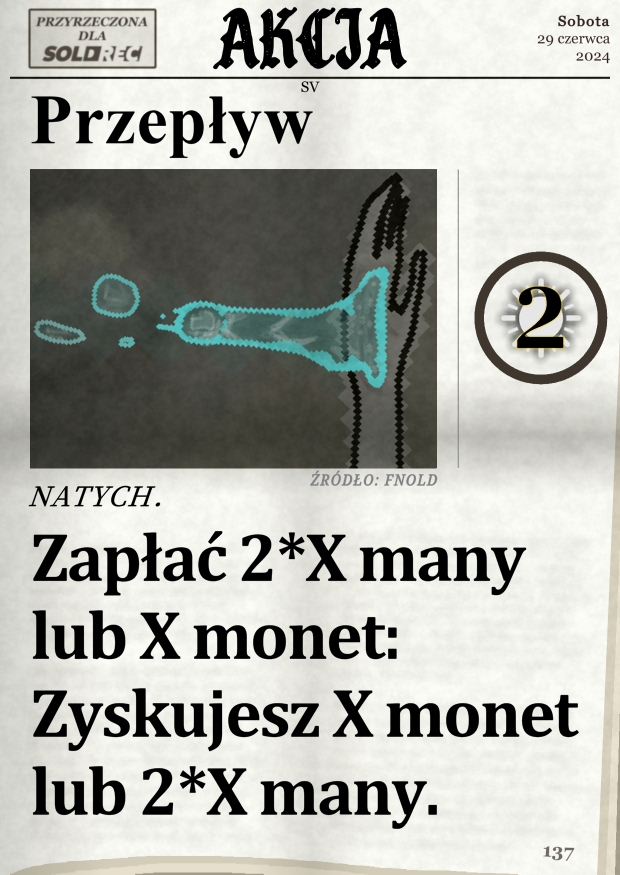 PRZYRZECZONA
DLA
SOLDREC
AKCJA
Sobota
29 czerwca
2024
SV
Przepływ
2
ŹRÓDŁO: FNOLD
NATYCH.
Zapłać 2*X many
lub X monet:
Zyskujesz X monet
lub 2*X many.
137